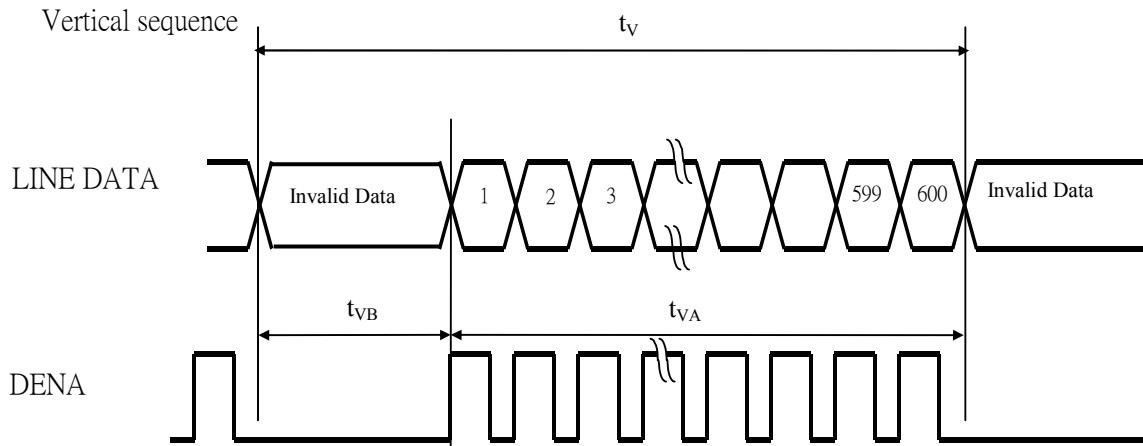 Vertical sequence
tV
LINE DATA
Invalid Data
1
2
3
599
600
Invalid Data
tVB
tVA
DENA